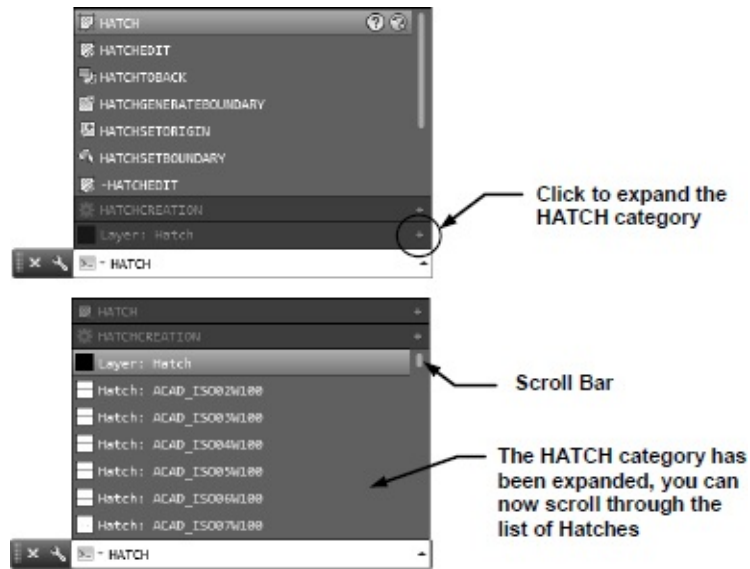 HATCH
HATCHEDIT
HATCHTOBACK
HATCHGENERATEBOUNDARY
HATCHSETORIGIN
HATCHSETBOUNDARY
-HATCHEDIT
HATCHCREATION
Layer: Hatch
HATCH
Click to expand the
HATCH category
HATCH
HATCHCREATION
Layer: Hatch
Hatch: ACAD_ISO02W100
Hatch: ACAD_ISO03W100
Hatch: ACAD_ISO04W100
Hatch: ACAD_ISO05W100
Hatch: ACAD_ISO06W100
Hatch: ACAD_ISO07W100
HATCH
Scroll Bar
The HATCH category has
been expanded, you can
now scroll through the
list of Hatches